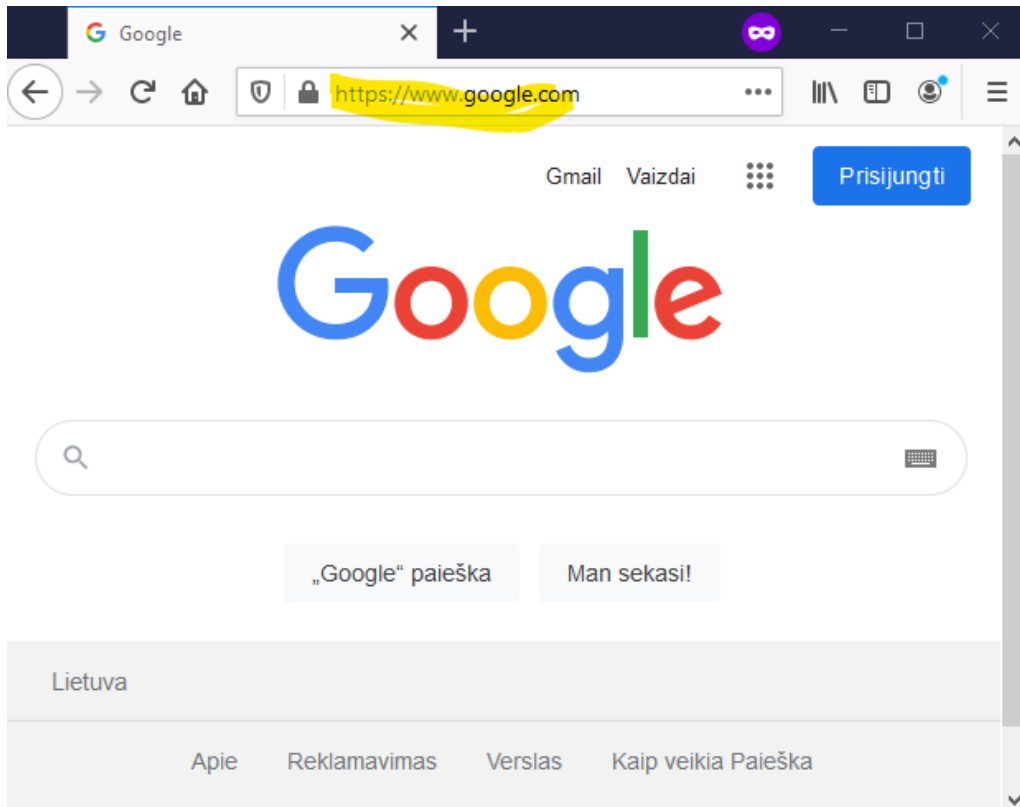 Google
https://www.google.com
Gmail Vaizdai Prisijungti
Google
„Google“ paieška Man sekasi!
Lietuva
Apie Reklamavimas Verslas Kaip veikia Paieška